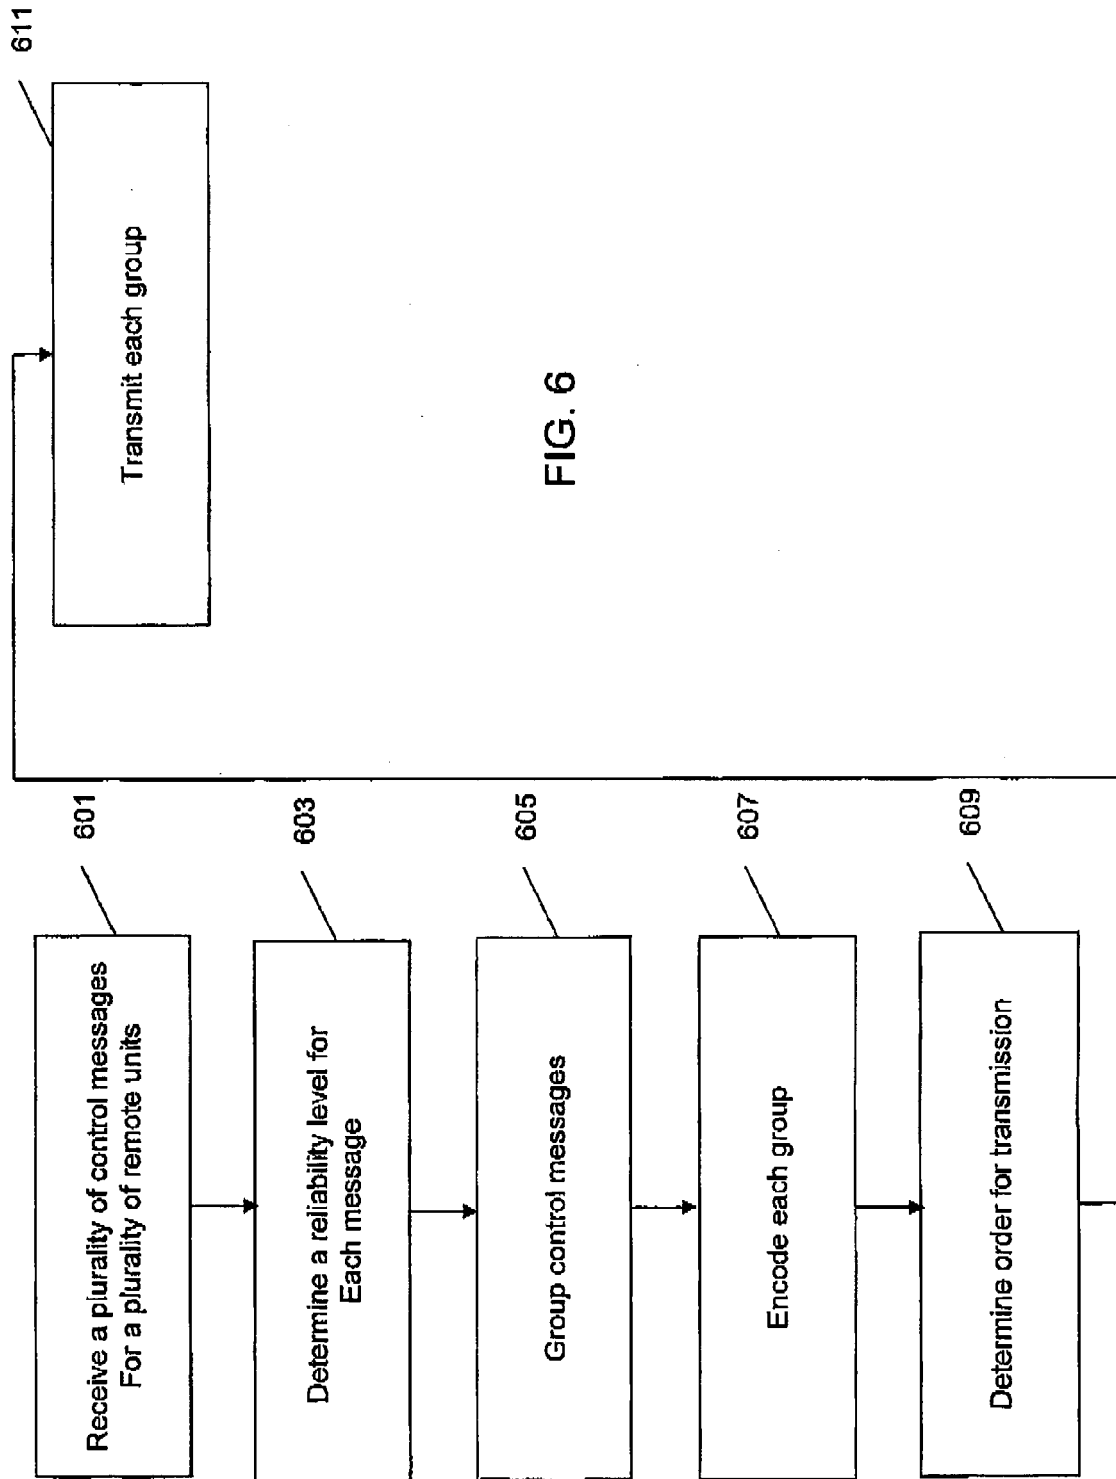 601
Receive a plurality of control messages
For a plurality of remote units
603
Determine a reliability level for
Each message
605
Group control messages
607
Encode each group
609
Determine order for transmission
611
Transmit each group
FIG. 6